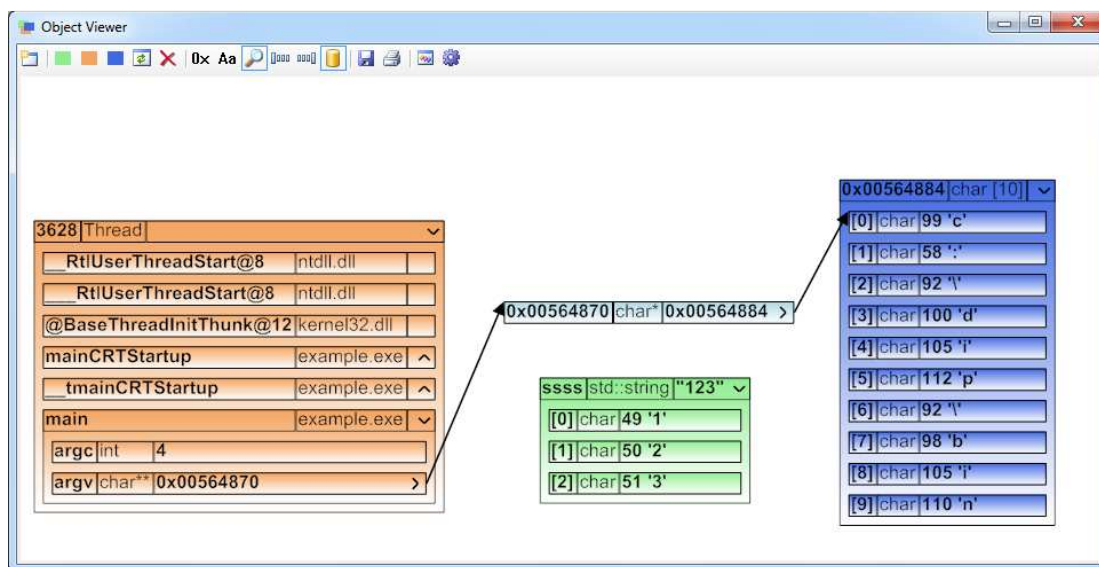 Object Viewer
0x Aa
3628 Thread
__RtlUserThreadStart@8 ntdll.dll
___RtlUserThreadStart@8 ntdll.dll
@BaseThreadInitThunk@12 kernel32.dll
mainCRTStartup example.exe
__tmainCRTStartup example.exe
main example.exe
argc int 4
argv char** 0x00564870
0x00564870 char* 0x00564884
ssss std::string "123"
[0] char 49 '1'
[1] char 50 '2'
[2] char 51 '3'
0x00564884 char [10]
[0] char 99 'c'
[1] char 58 ':'
[2] char 92 '\'
[3] char 100 'd'
[4] char 105 'i'
[5] char 112 'p'
[6] char 92 '\'
[7] char 98 'b'
[8] char 105 'i'
[9] char 110 'n'